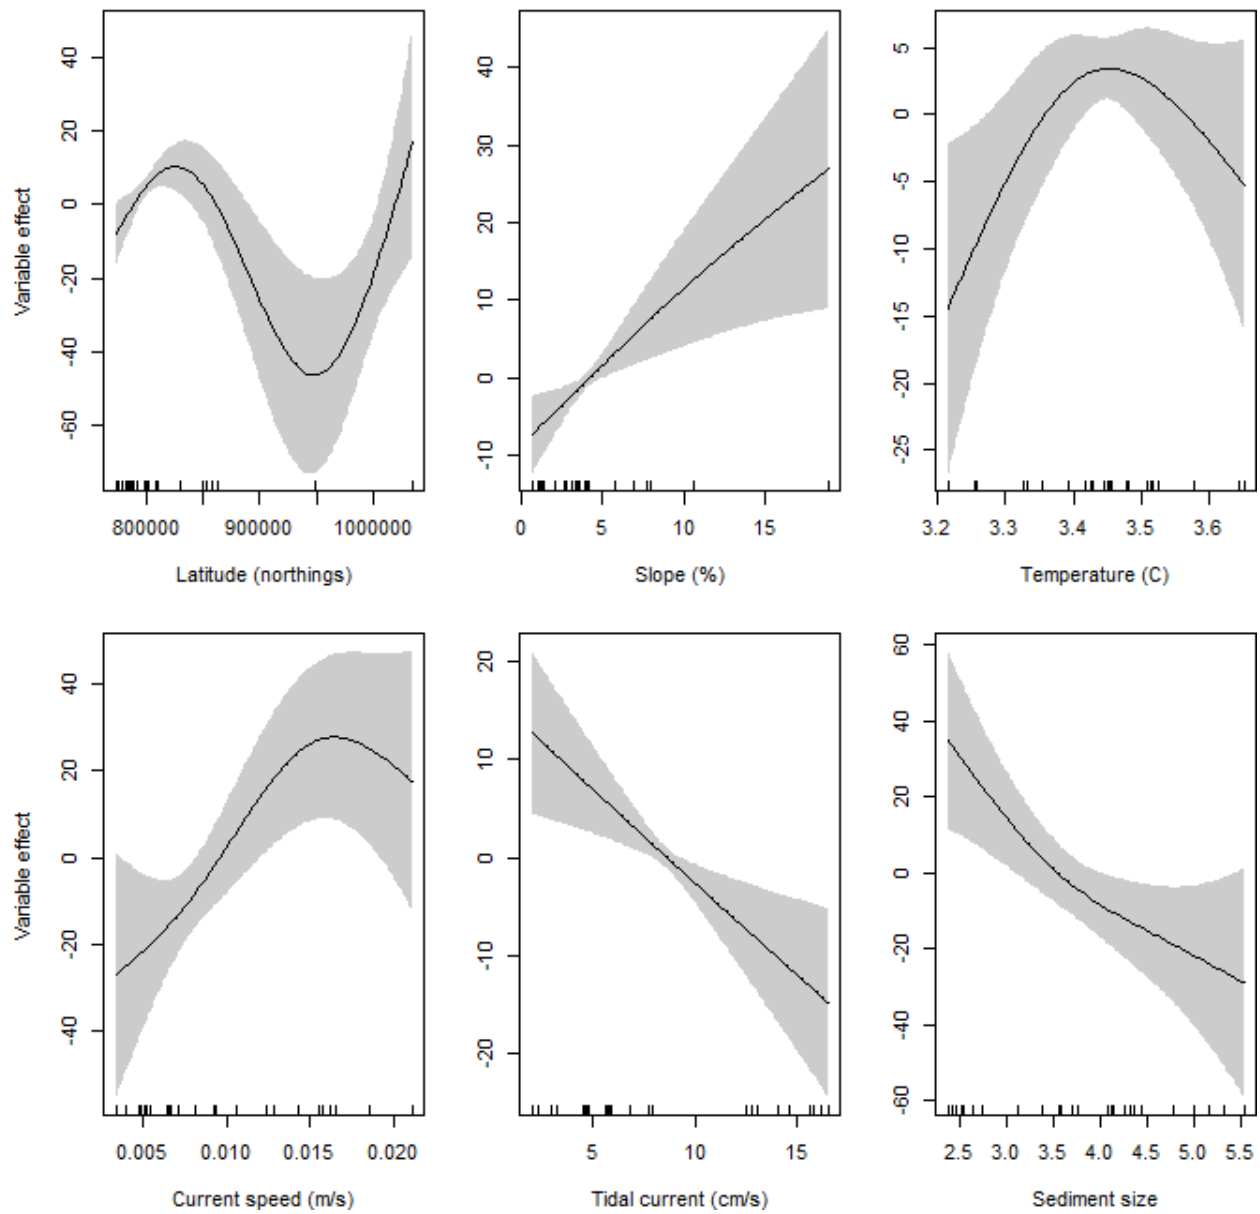 40
20
0
-20
-40
-60
Variable effect
800000 900000 1000000
Latitude (northings)
40
30
20
10
0
-10
0 5 10 15
Slope (%)
5
0
-5
-10
-15
-20
-25
3.2 3.3 3.4 3.5 3.6
Temperature (C)
40
20
0
-20
-40
Variable effect
0.005 0.010 0.015 0.020
Current speed (m/s)
20
10
0
-10
-20
5 10 15
Tidal current (cm/s)
60
40
20
0
-20
-40
-60
2.5 3.0 3.5 4.0 4.5 5.0 5.5
Sediment size